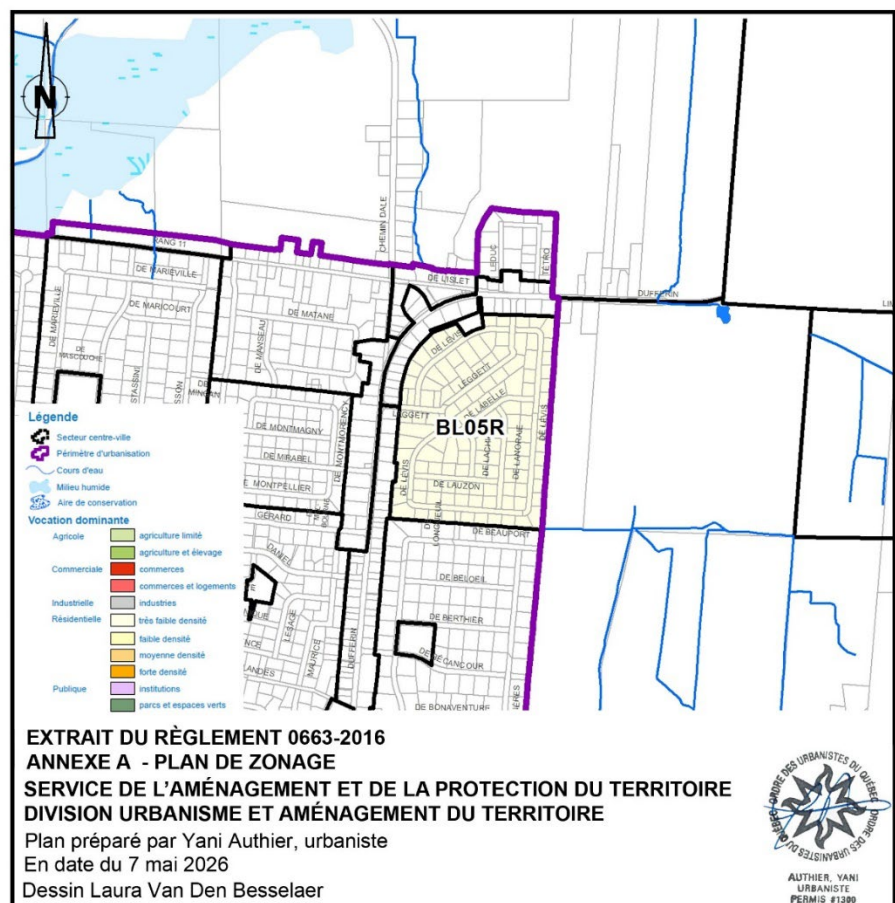 N
CHEMIN DALE
RANG 11
LEDUC
TETRO
DE MARIEVILLE
DE L'ISLET
DUFFERIN
DE MARICOURT
DE MATANE
DE MARIEVILLE
DE MANSEAU
DE LÉVIS
DE MASCOUCHE
LEGGETT
DE LABELLE
LEGGETT
BL05R
DE LÉVIS
DE MONTMAGNY
DE MONTMORENCY
DE LANORAIE
DE MIRABEL
DE LÉVIS
DE LAUZON
DE MONTPELLIER
GÉRARD
DE BEAUPORT
DANIEL
DE BELOEIL
DE BERTHIER
LESAGE
MAURICE
DUFFERIN
DE BÉCANCOUR
DE BONAVENTURE
Légende
Secteur centre-ville
Périmètre d'urbanisation
Cours d'eau
Milieu humide
Aire de conservation
Vocation dominante
Agricole agriculture limité
agriculture et élevage
Commerciale commerces
commerces et logements
Industrielle industries
Résidentielle très faible densité
faible densité
moyenne densité
forte densité
Publique institutions
parcs et espaces verts
EXTRAIT DU RÈGLEMENT 0663-2016
ANNEXE A - PLAN DE ZONAGE
SERVICE DE L'AMÉNAGEMENT ET DE LA PROTECTION DU TERRITOIRE
DIVISION URBANISME ET AMÉNAGEMENT DU TERRITOIRE
Plan préparé par Yani Authier, urbaniste
En date du 7 mai 2026
Dessin Laura Van Den Besselaer
ORDRE DES URBANISTES DU QUÉBEC ORDRE DES URBANISTES DU QUÉBEC
AUTHIER, YANI
URBANISTE
PERMIS #1300